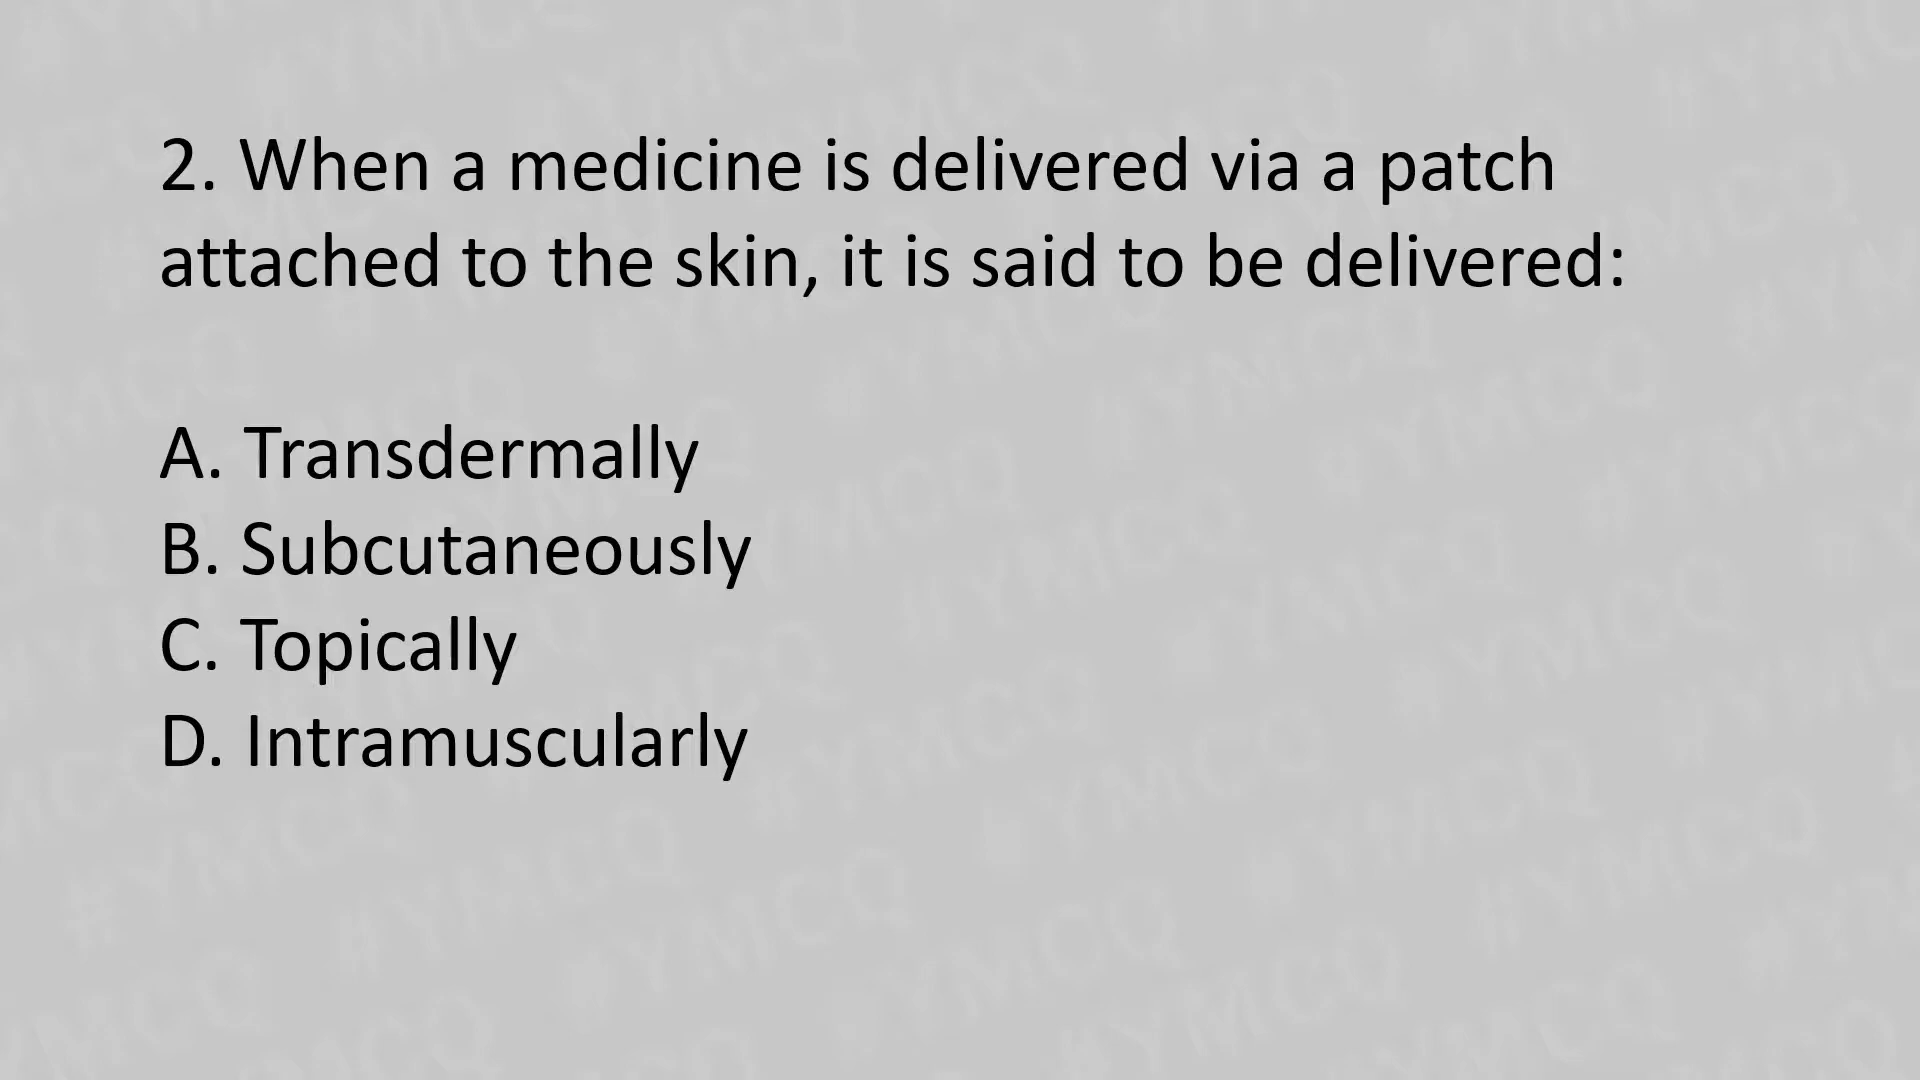 2. When a medicine is delivered via a patch
attached to the skin, it is said to be delivered:
A. Transdermally
B. Subcutaneously
C. Topically
D. Intramuscularly
#YMCQ